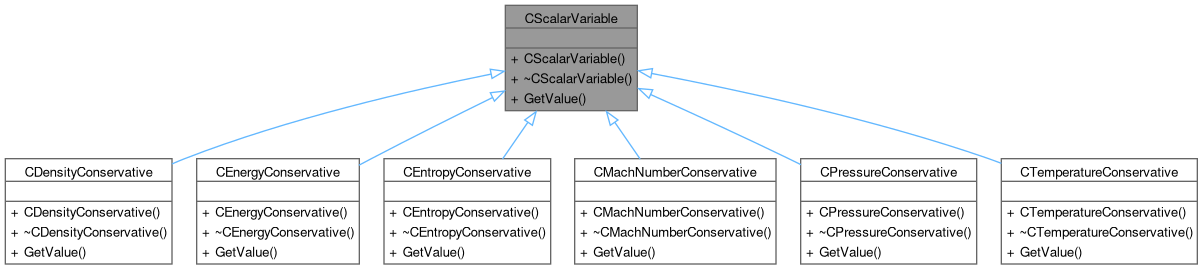 CScalarVariable
+ CScalarVariable()
+ ~CScalarVariable()
+ GetValue()
CDensityConservative
+ CDensityConservative()
+ ~CDensityConservative()
+ GetValue()
CEnergyConservative
+ CEnergyConservative()
+ ~CEnergyConservative()
+ GetValue()
CEntropyConservative
+ CEntropyConservative()
+ ~CEntropyConservative()
+ GetValue()
CMachNumberConservative
+ CMachNumberConservative()
+ ~CMachNumberConservative()
+ GetValue()
CPressureConservative
+ CPressureConservative()
+ ~CPressureConservative()
+ GetValue()
CTemperatureConservative
+ CTemperatureConservative()
+ ~CTemperatureConservative()
+ GetValue()